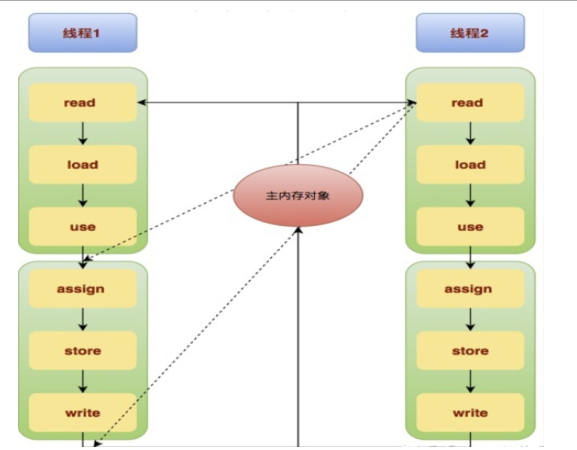 线程1
线程2
read
read
load
load
主内存对象
use
use
assign
assign
store
store
write
write